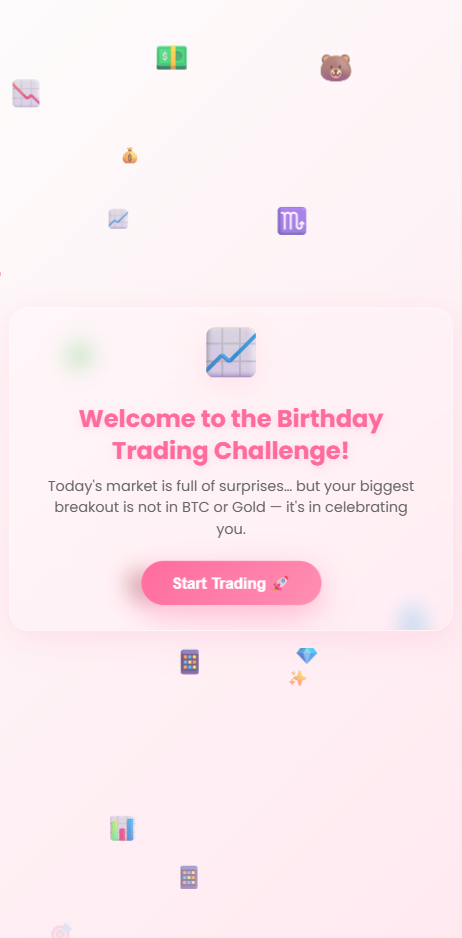 Welcome to the Birthday
Trading Challenge!
Today's market is full of surprises… but your biggest
breakout is not in BTC or Gold — it's in celebrating
you.
Start Trading 🚀